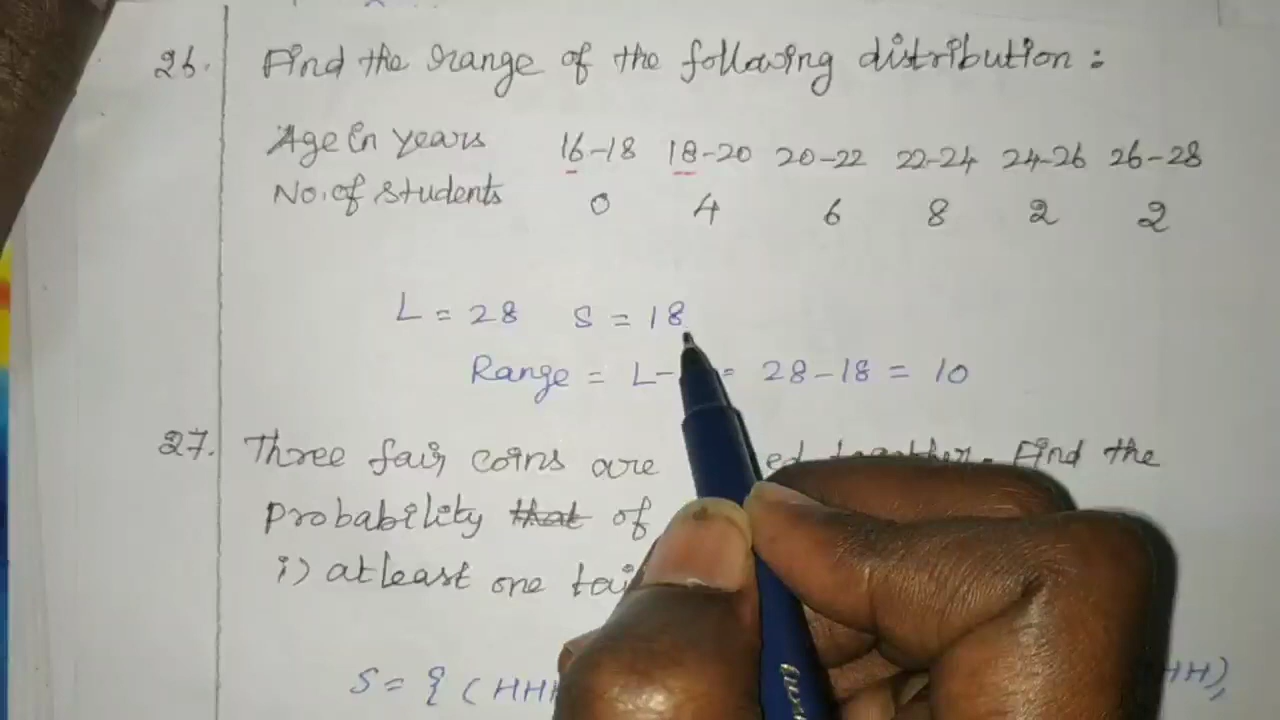 26. Find the range of the following distribution :
Age in years 16-18 18-20 20-22 22-24 24-26 26-28
No. of students 0 4 6 8 2 2
L = 28 S = 18
Range = L- = 28-18 = 10
27. Three fair coins are together. Find the
probability that of
i) atleast one
S = { (HHH